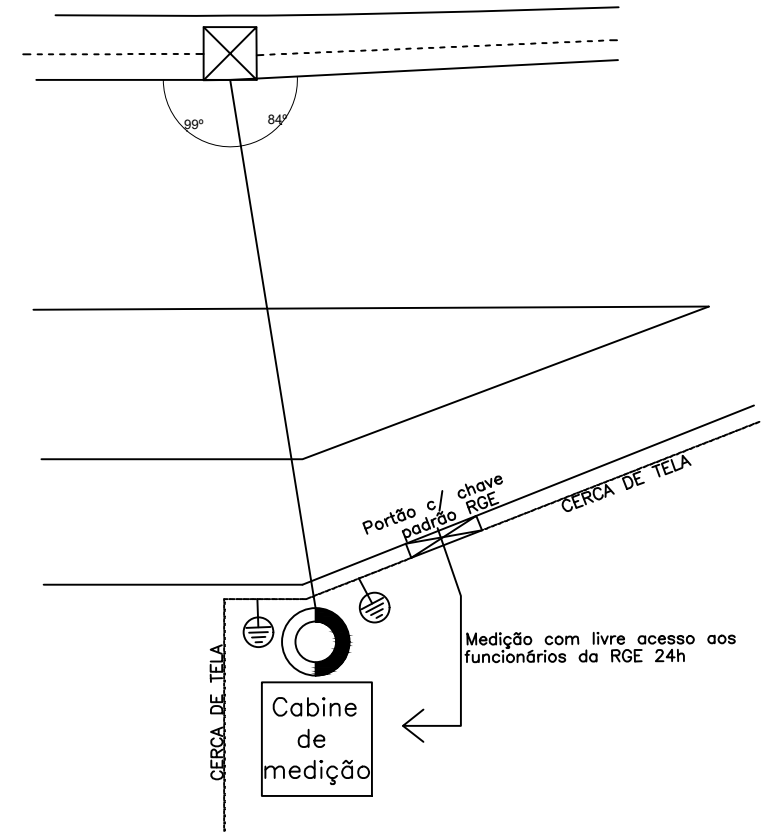 99º
84º
Portão c/ chave
padrão RGE
CERCA DE TELA
Medição com livre acesso aos
funcionários da RGE 24h
CERCA DE TELA
Cabine
de
medição